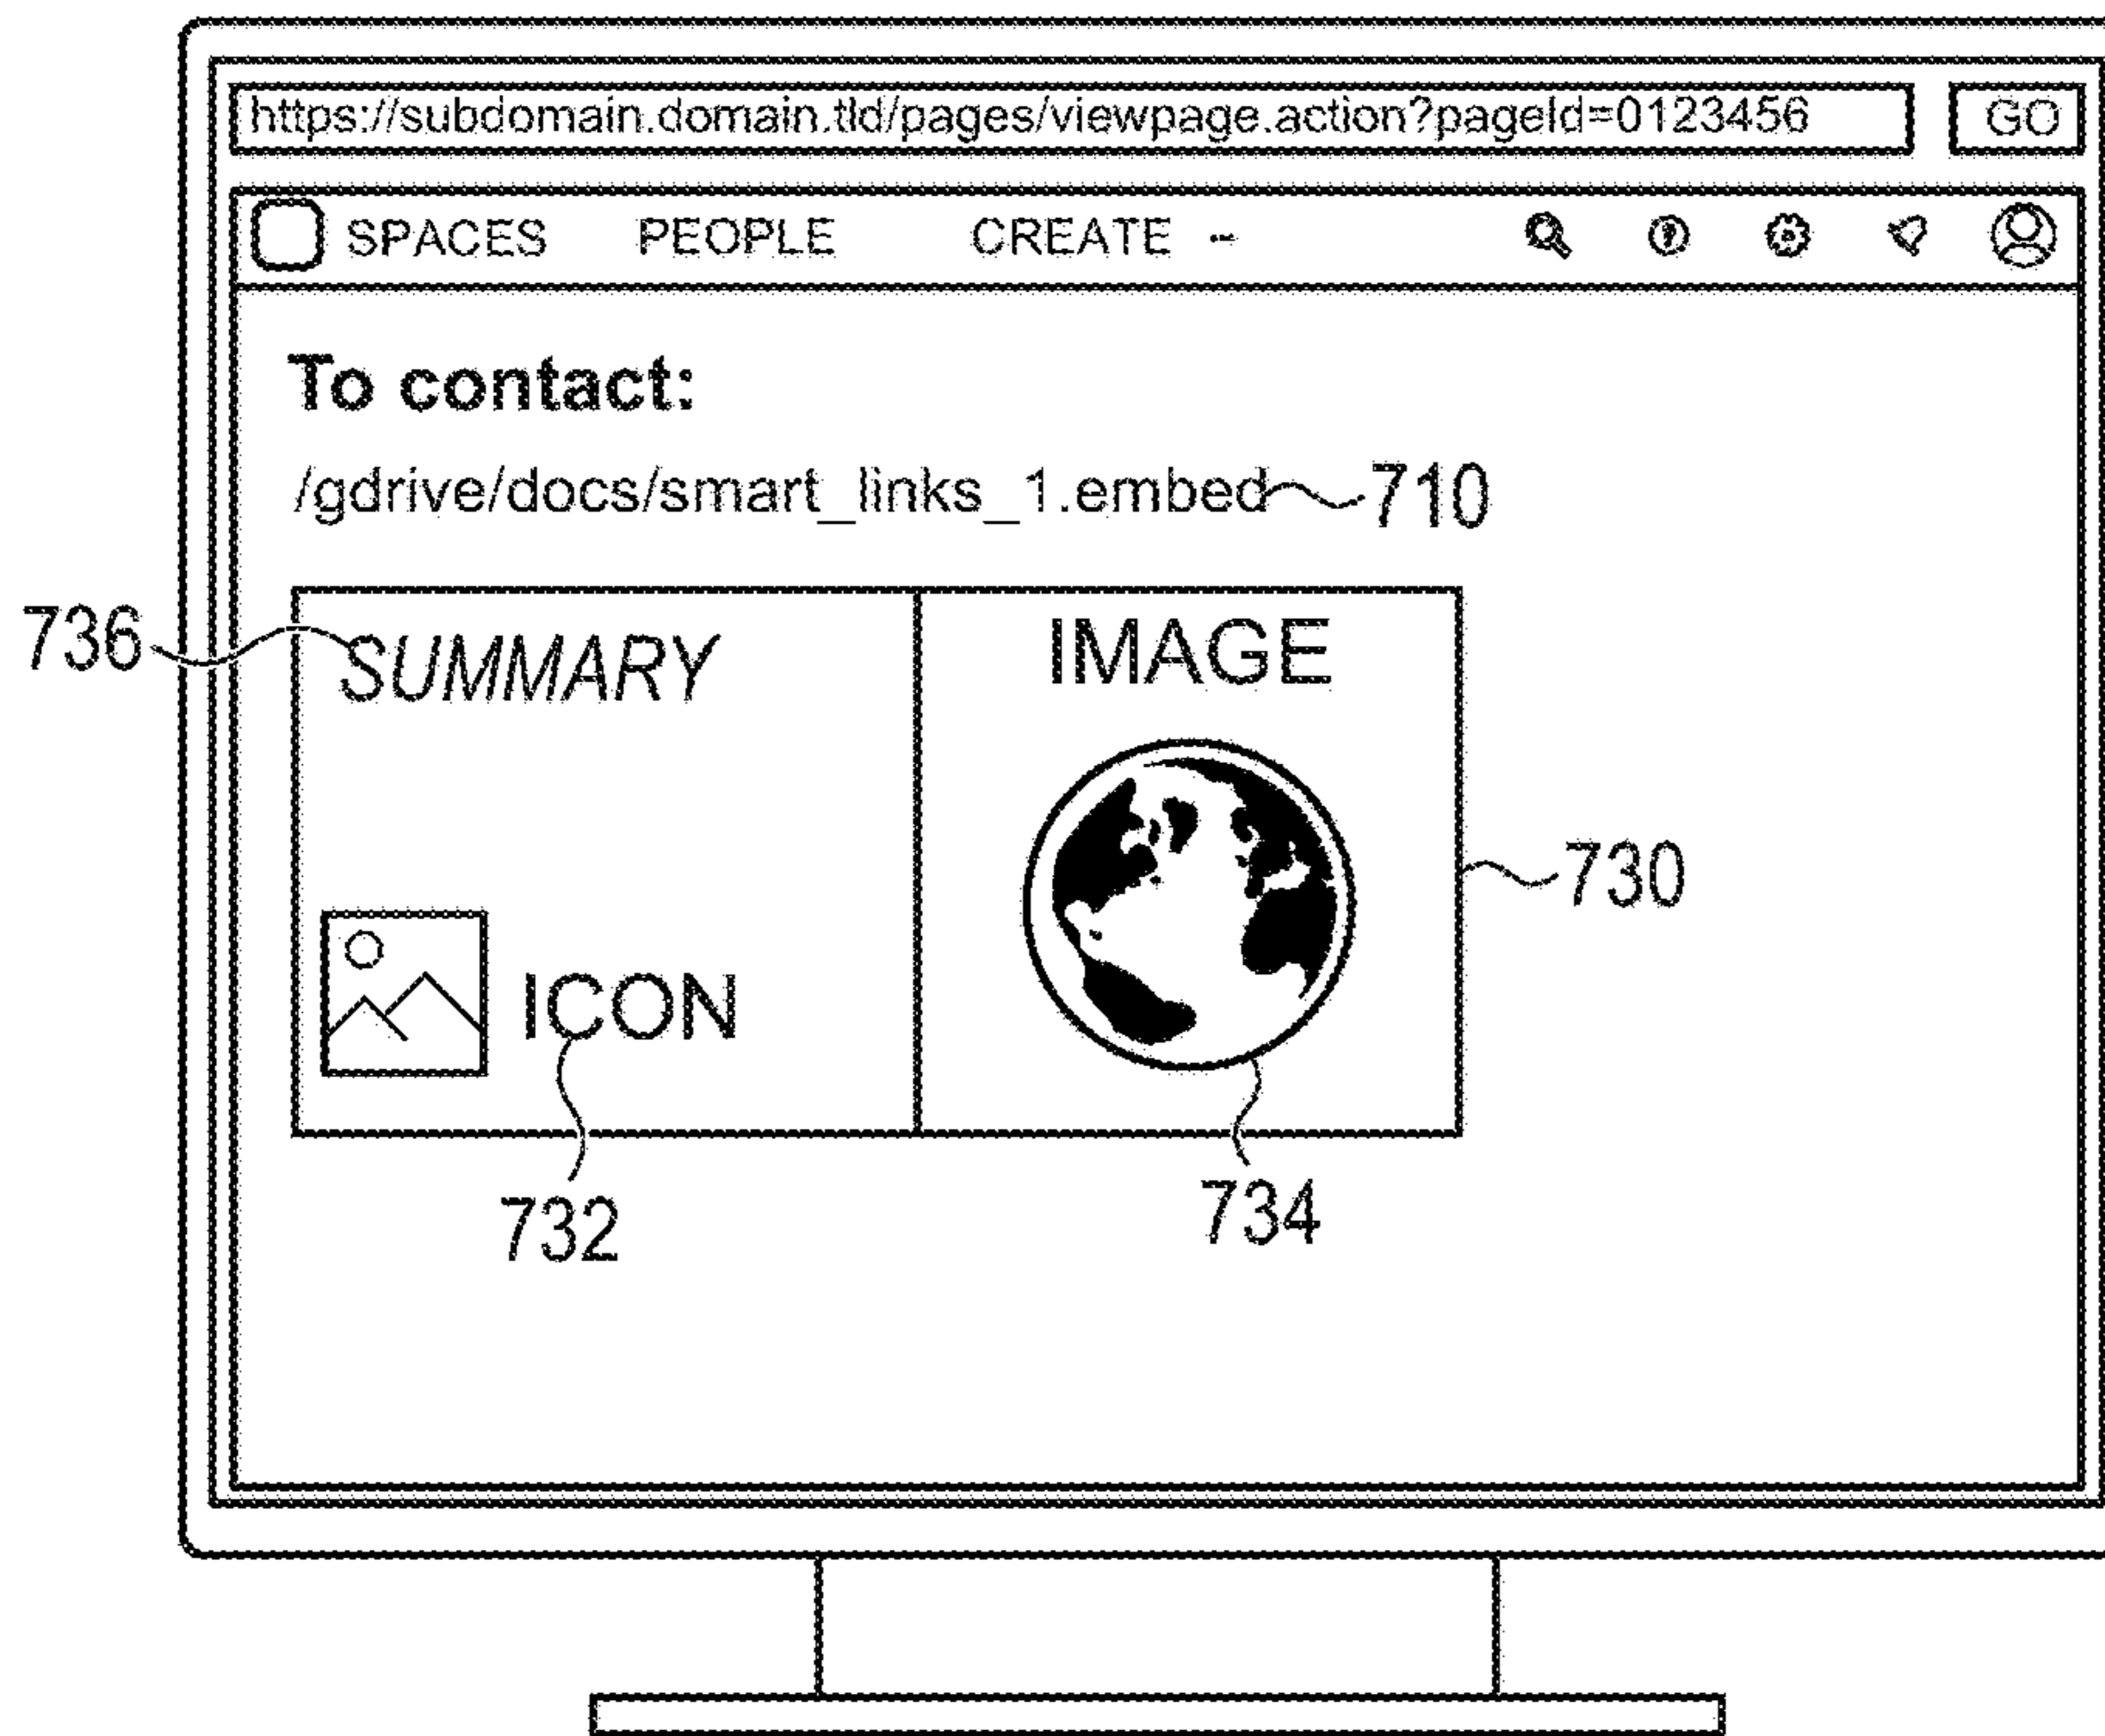 https://subdomain.domain.tld/pages/viewpage.action?pageId=0123456 GO
SPACES PEOPLE CREATE --
To contact:
/gdrive/docs/smart_links_1.embed 710
736 SUMMARY IMAGE
730
ICON
732 734